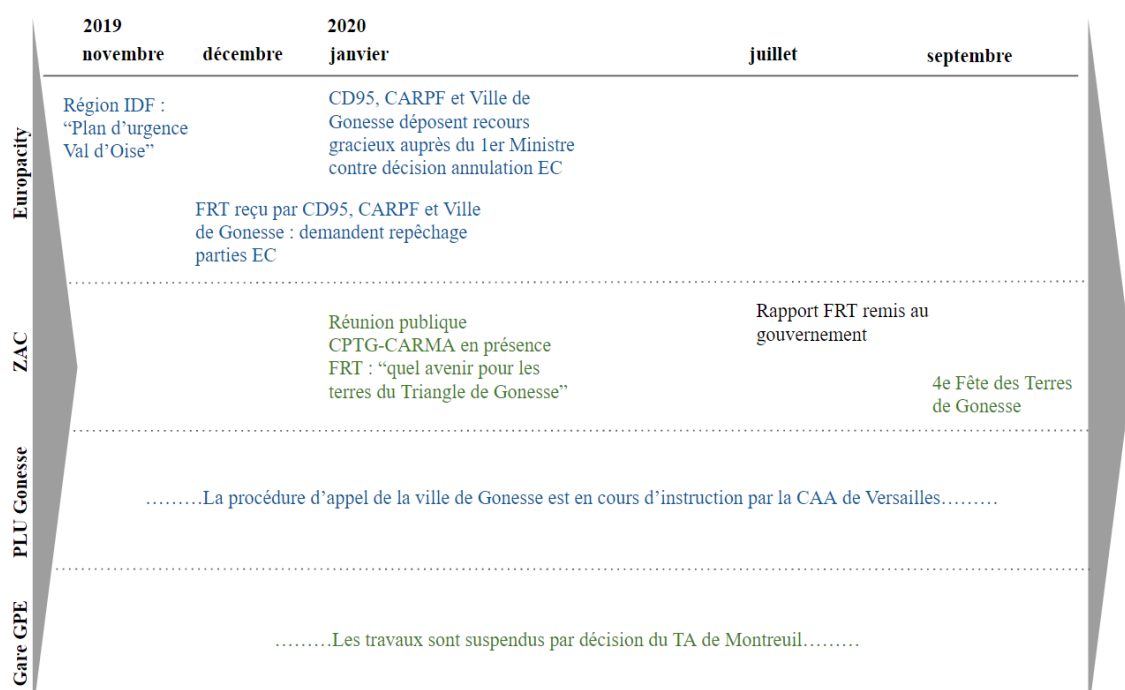 2019
2020
novembre
décembre
janvier
juillet
septembre
Europacity
Région IDF :
“Plan d’urgence
Val d’Oise”
CD95, CARPF et Ville de
Gonesse déposent recours
gracieux auprès du 1er Ministre
contre décision annulation EC
FRT reçu par CD95, CARPF et Ville
de Gonesse : demandent repêchage
parties EC
ZAC
Réunion publique
CPTG-CARMA en présence
FRT : “quel avenir pour les
terres du Triangle de Gonesse”
Rapport FRT remis au
gouvernement
4e Fête des Terres
de Gonesse
PLU Gonesse
………La procédure d’appel de la ville de Gonesse est en cours d’instruction par la CAA de Versailles………
Gare GPE
………Les travaux sont suspendus par décision du TA de Montreuil………